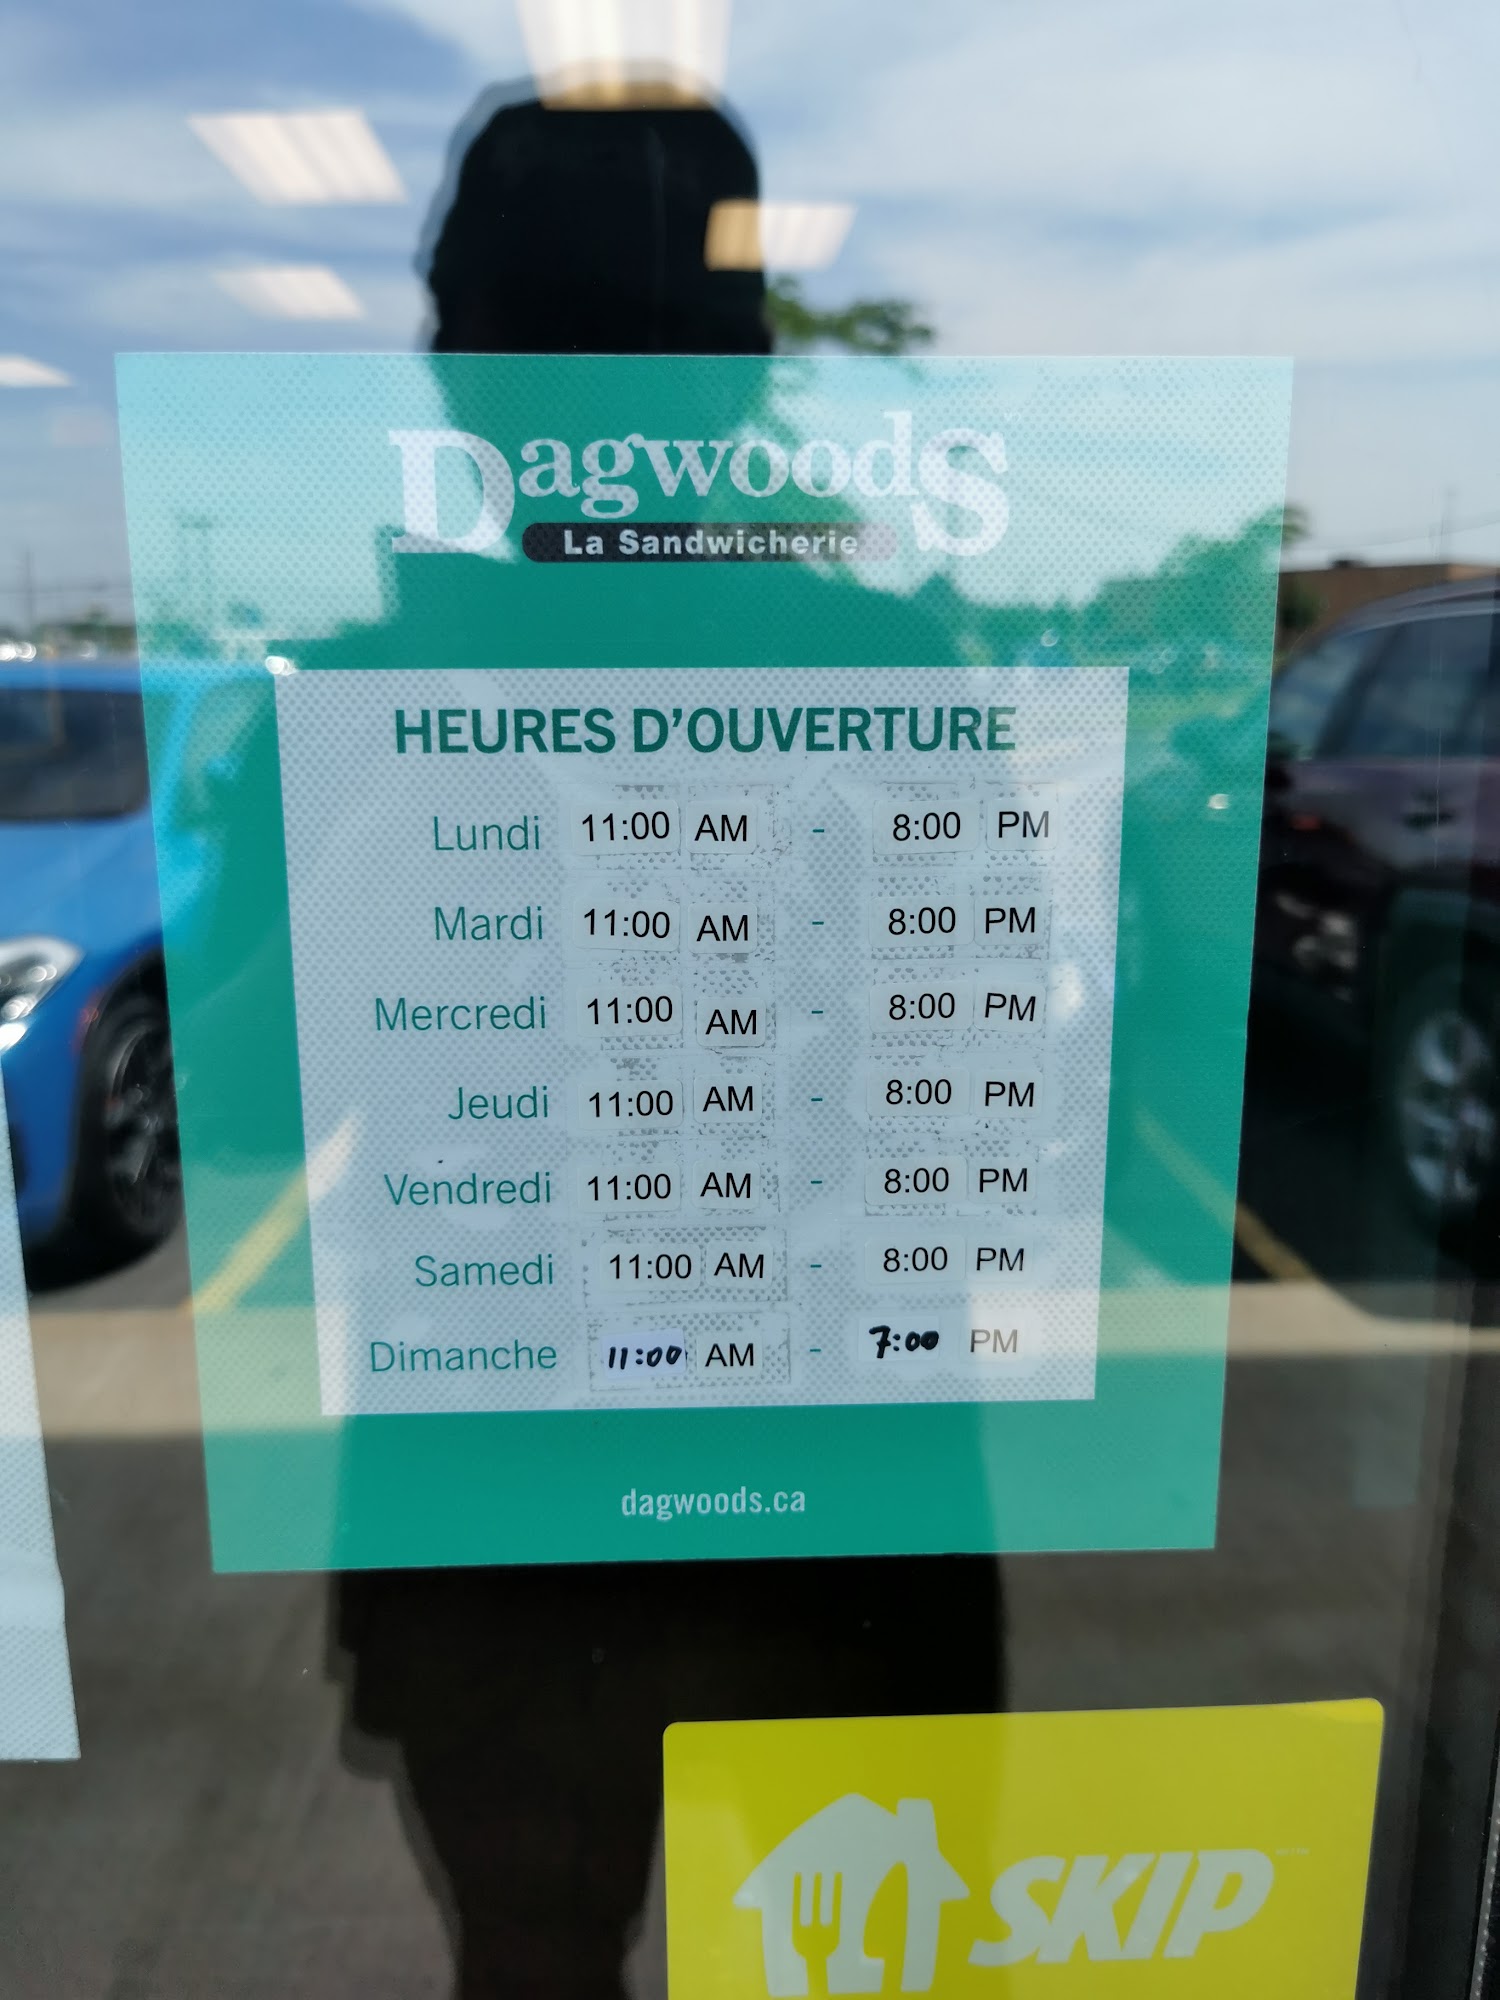 Dagwoods
La Sandwicherie
HEURES D'OUVERTURE
Lundi 11:00 AM - 8:00 PM
Mardi 11:00 AM - 8:00 PM
Mercredi 11:00 AM - 8:00 PM
Jeudi 11:00 AM - 8:00 PM
Vendredi 11:00 AM - 8:00 PM
Samedi 11:00 AM - 8:00 PM
Dimanche 11:00 AM - 7:00 PM
dagwoods.ca
SKIP